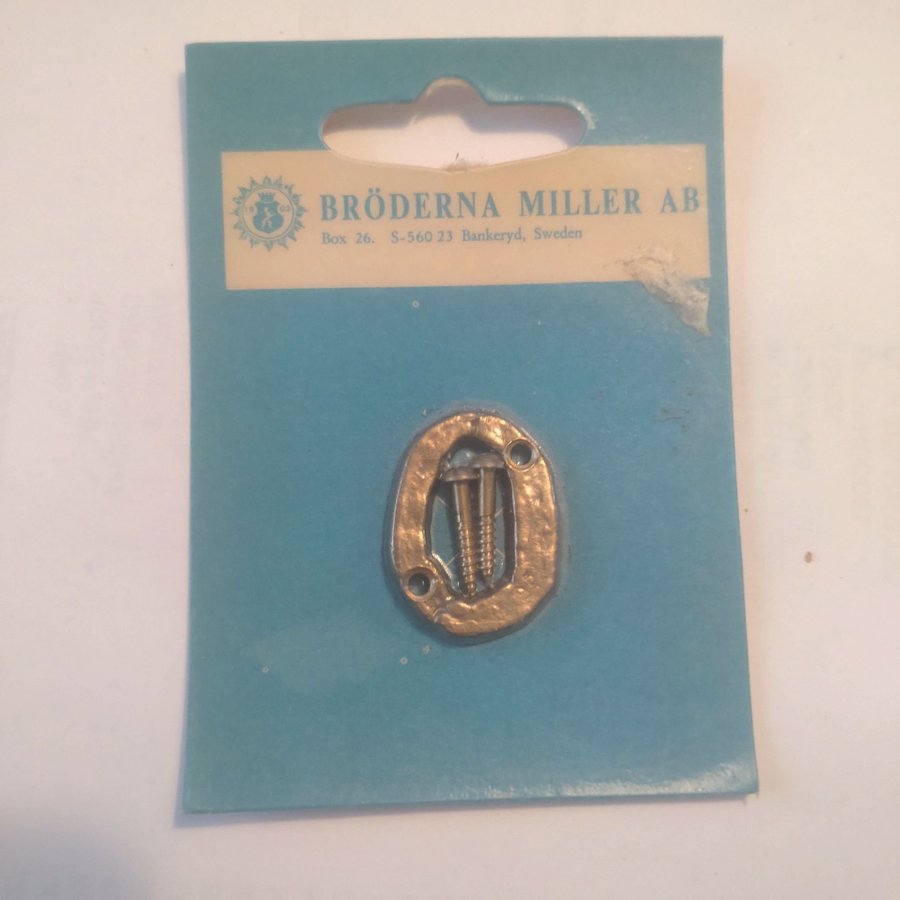 BRÖDERNA MILLER AB
Box 26. S-560 23 Bankeryd, Sweden